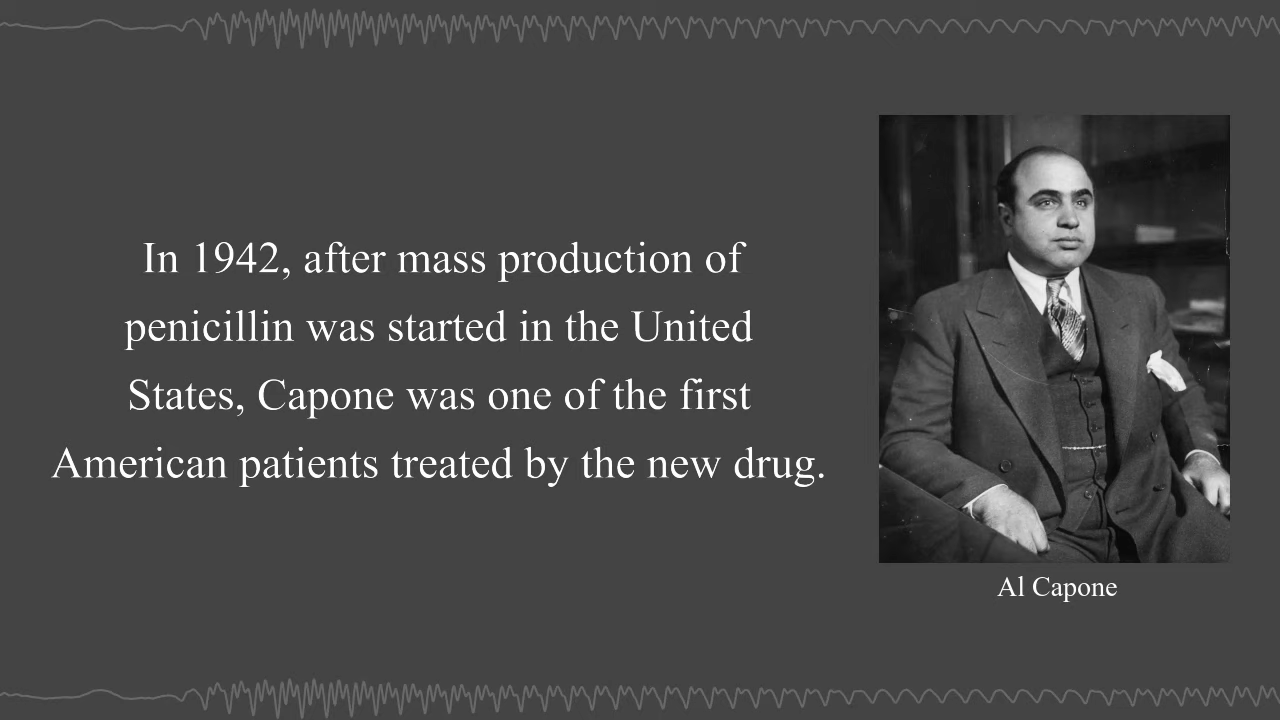 In 1942, after mass production of
penicillin was started in the United
States, Capone was one of the first
American patients treated by the new drug.
Al Capone